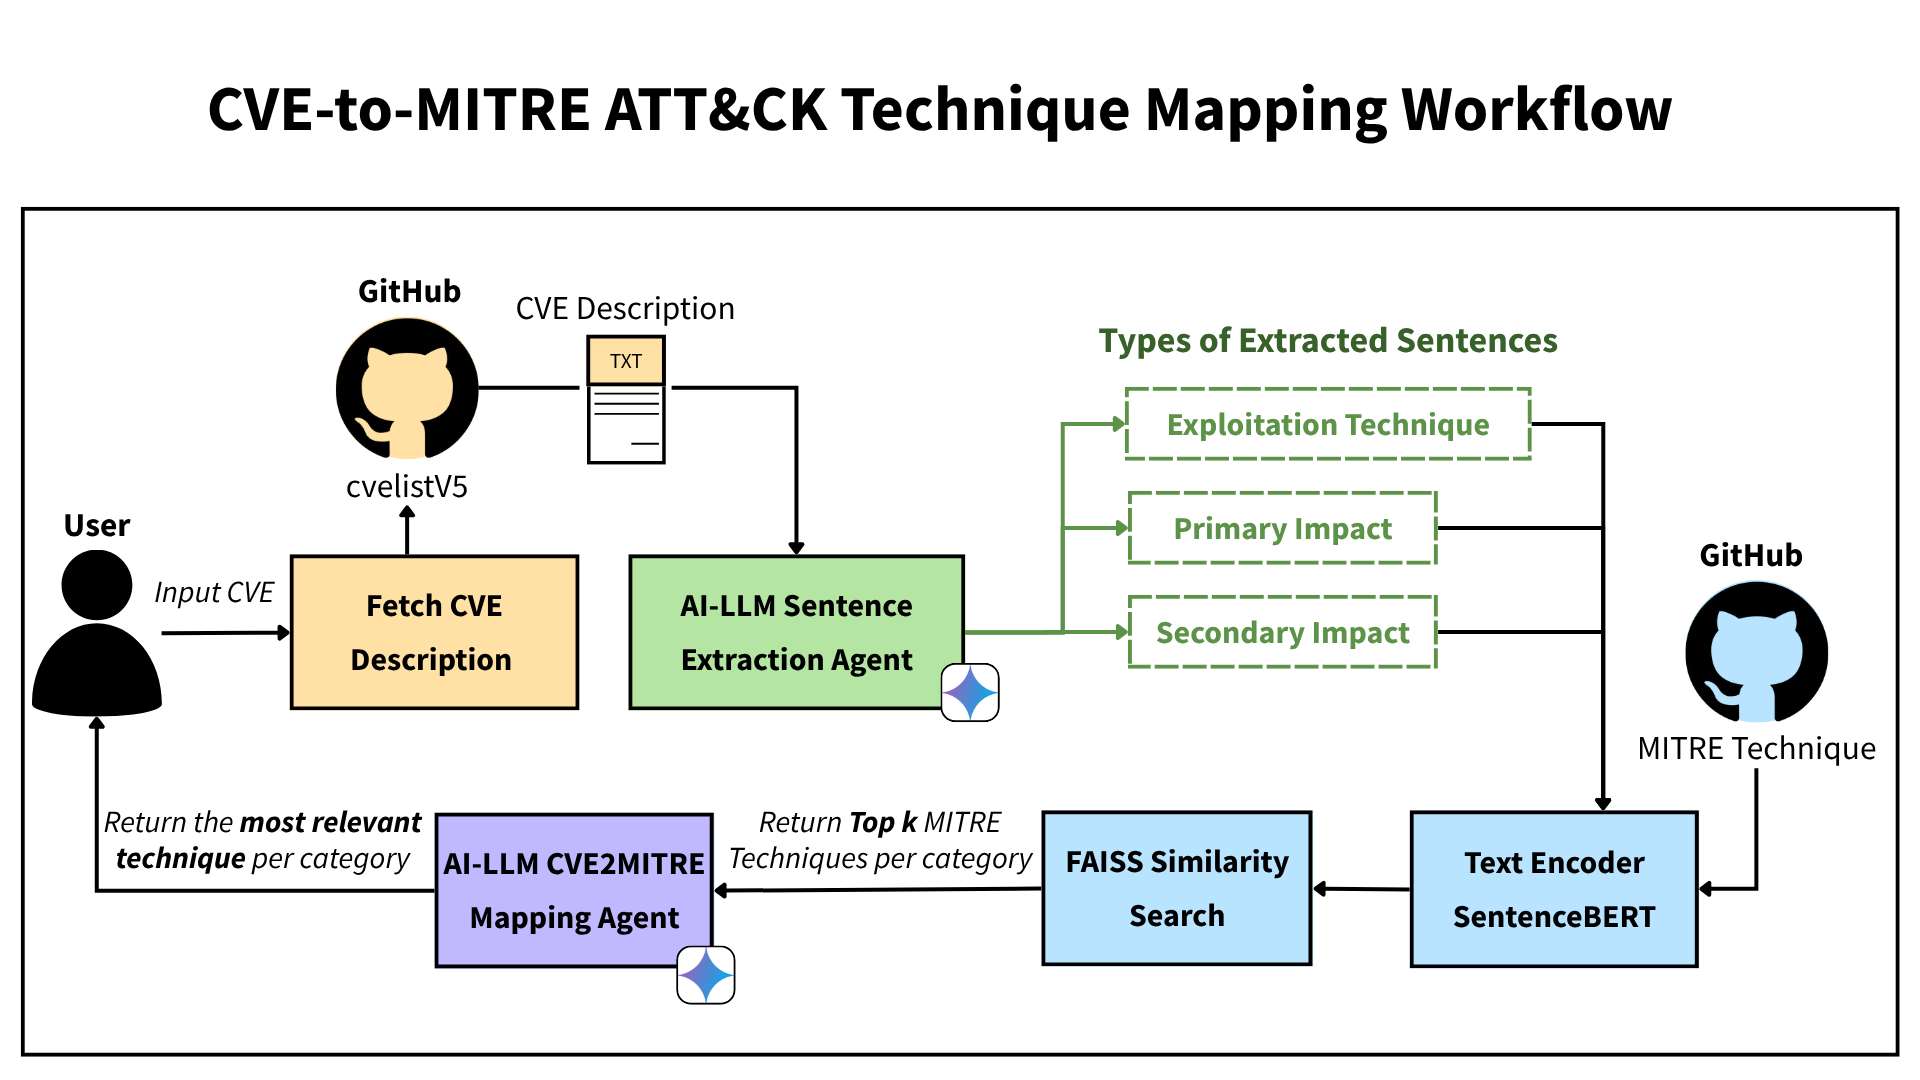 CVE-to-MITRE ATT&CK Technique Mapping Workflow
GitHub
CVE Description
TXT
cvelistV5
User
Input CVE
Fetch CVE
Description
AI-LLM Sentence
Extraction Agent
Types of Extracted Sentences
Exploitation Technique
Primary Impact
Secondary Impact
GitHub
MITRE Technique
Text Encoder
SentenceBERT
FAISS Similarity
Search
Return Top k MITRE
Techniques per category
AI-LLM CVE2MITRE
Mapping Agent
Return the most relevant
technique per category